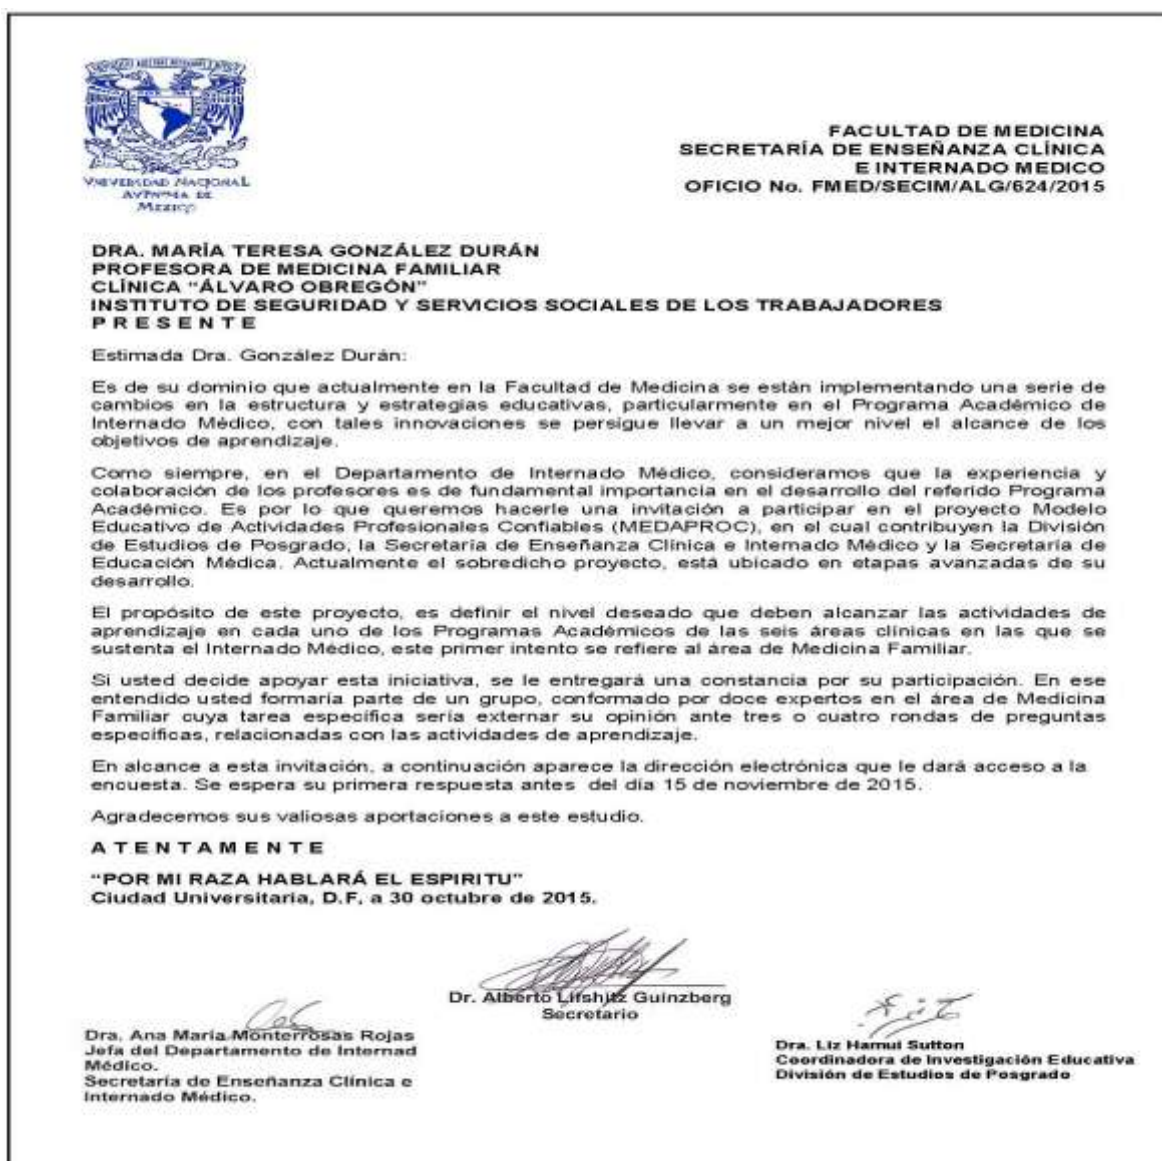 VNIVERSIDAD NACIONAL
AVTNMA DE
MEXICO
FACULTAD DE MEDICINA
SECRETARÍA DE ENSEÑANZA CLÍNICA
E INTERNADO MEDICO
OFICIO No. FMED/SECIM/ALG/624/2015
DRA. MARÍA TERESA GONZÁLEZ DURÁN
PROFESORA DE MEDICINA FAMILIAR
CLÍNICA "ÁLVARO OBREGÓN"
INSTITUTO DE SEGURIDAD Y SERVICIOS SOCIALES DE LOS TRABAJADORES
P R E S E N T E
Estimada Dra. González Durán:
Es de su dominio que actualmente en la Facultad de Medicina se están implementando una serie de
cambios en la estructura y estrategias educativas, particularmente en el Programa Académico de
Internado Médico, con tales innovaciones se persigue llevar a un mejor nivel el alcance de los
objetivos de aprendizaje.
Como siempre, en el Departamento de Internado Médico, consideramos que la experiencia y
colaboración de los profesores es de fundamental importancia en el desarrollo del referido Programa
Académico. Es por lo que queremos hacerle una invitación a participar en el proyecto Modelo
Educativo de Actividades Profesionales Confiables (MEDAPROC), en el cual contribuyen la División
de Estudios de Posgrado, la Secretaría de Enseñanza Clínica e Internado Médico y la Secretaría de
Educación Médica. Actualmente el sobredicho proyecto, está ubicado en etapas avanzadas de su
desarrollo.
El propósito de este proyecto, es definir el nivel deseado que deben alcanzar las actividades de
aprendizaje en cada uno de los Programas Académicos de las seis áreas clínicas en las que se
sustenta el Internado Médico, este primer intento se refiere al área de Medicina Familiar.
Si usted decide apoyar esta iniciativa, se le entregará una constancia por su participación. En ese
entendido usted formaría parte de un grupo, conformado por doce expertos en el área de Medicina
Familiar cuya tarea específica sería externar su opinión ante tres o cuatro rondas de preguntas
específicas, relacionadas con las actividades de aprendizaje.
En alcance a esta invitación, a continuación aparece la dirección electrónica que le dará acceso a la
encuesta. Se espera su primera respuesta antes del día 15 de noviembre de 2015.
Agradecemos sus valiosas aportaciones a este estudio.
A T E N T A M E N T E
"POR MI RAZA HABLARÁ EL ESPIRITU"
Ciudad Universitaria, D.F, a 30 octubre de 2015.
Dr. Alberto Lifshitz Guinzberg
Secretario
Dra. Ana María Monterrosas Rojas
Jefa del Departamento de Internad
Médico.
Secretaría de Enseñanza Clínica e
Internado Médico.
Dra. Liz Hamui Sutton
Coordinadora de Investigación Educativa
División de Estudios de Posgrado